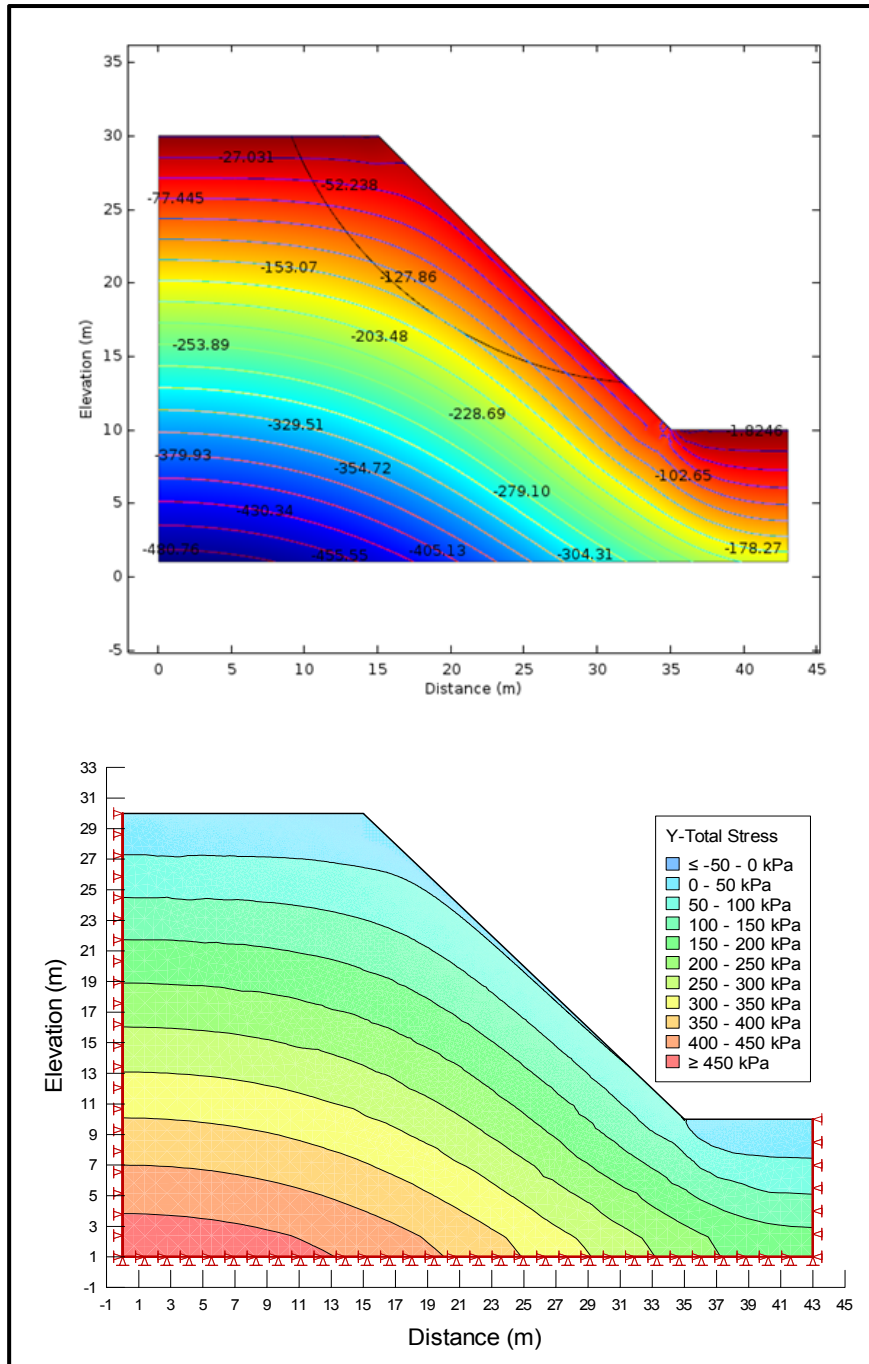 35
30
-27.031
-52.238
25
-77.445
20
-153.07
-127.86
-203.48
15
-253.89
-228.69
10
-329.51
-1.8246
-379.93
-354.72
-102.65
5
-279.10
-430.34
-480.76
-455.55
-405.13
-304.31
-178.27
0
-5
0 5 10 15 20 25 30 35 40 45
Elevation (m)
Distance (m)
33
31
29
27
25
23
21
19
17
15
13
11
9
7
5
3
1
-1
Elevation (m)
Y-Total Stress
≤ -50 - 0 kPa
0 - 50 kPa
50 - 100 kPa
100 - 150 kPa
150 - 200 kPa
200 - 250 kPa
250 - 300 kPa
300 - 350 kPa
350 - 400 kPa
400 - 450 kPa
≥ 450 kPa
-1 1 3 5 7 9 11 13 15 17 19 21 23 25 27 29 31 33 35 37 39 41 43 45
Distance (m)